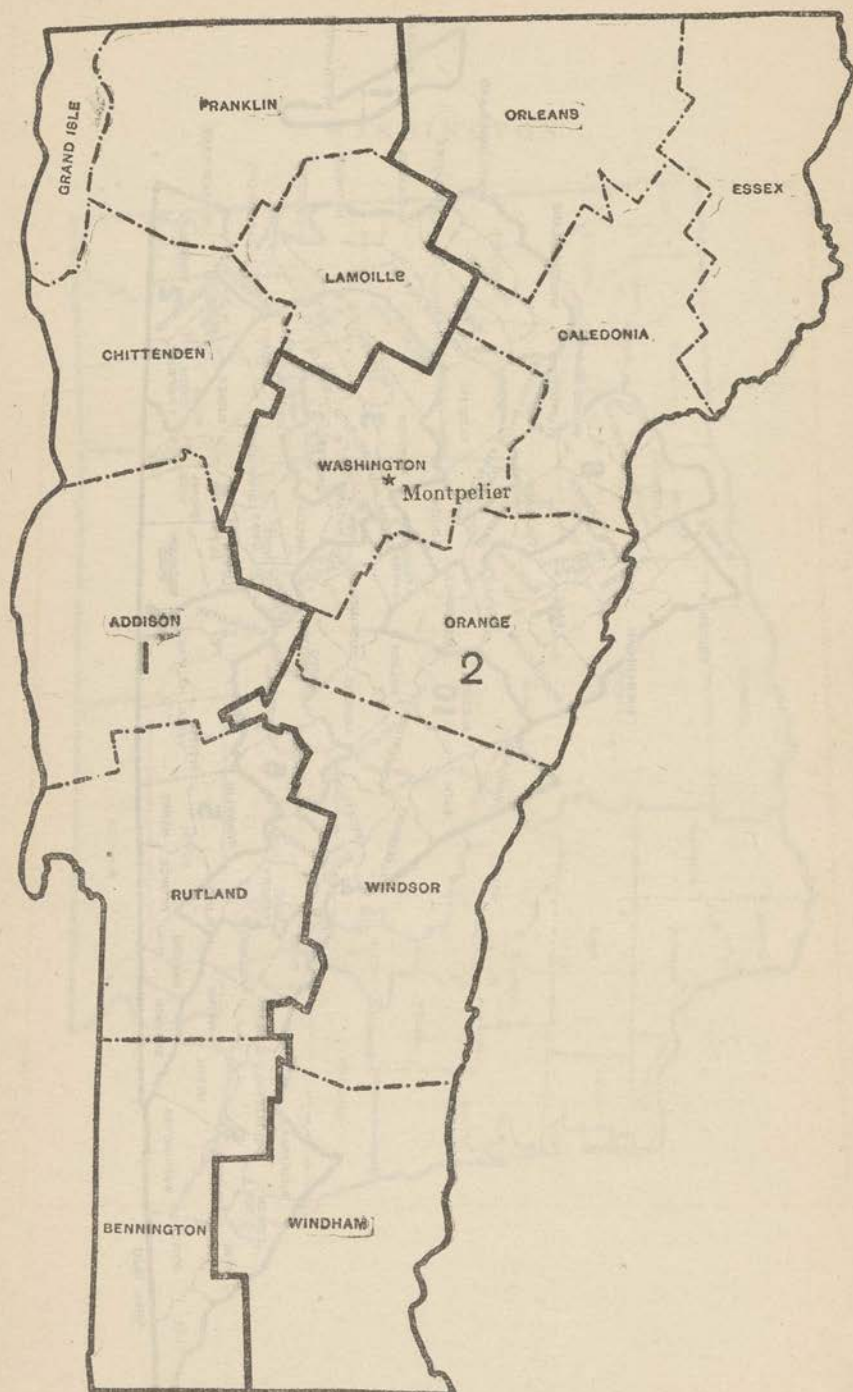 FRANKLIN
ORLEANS
GRAND ISLE
ESSEX
LAMOILLE
CALEDONIA
CHITTENDEN
WASHINGTON
Montpelier
ADDISON
1
ORANGE
2
RUTLAND
WINDSOR
BENNINGTON
WINDHAM